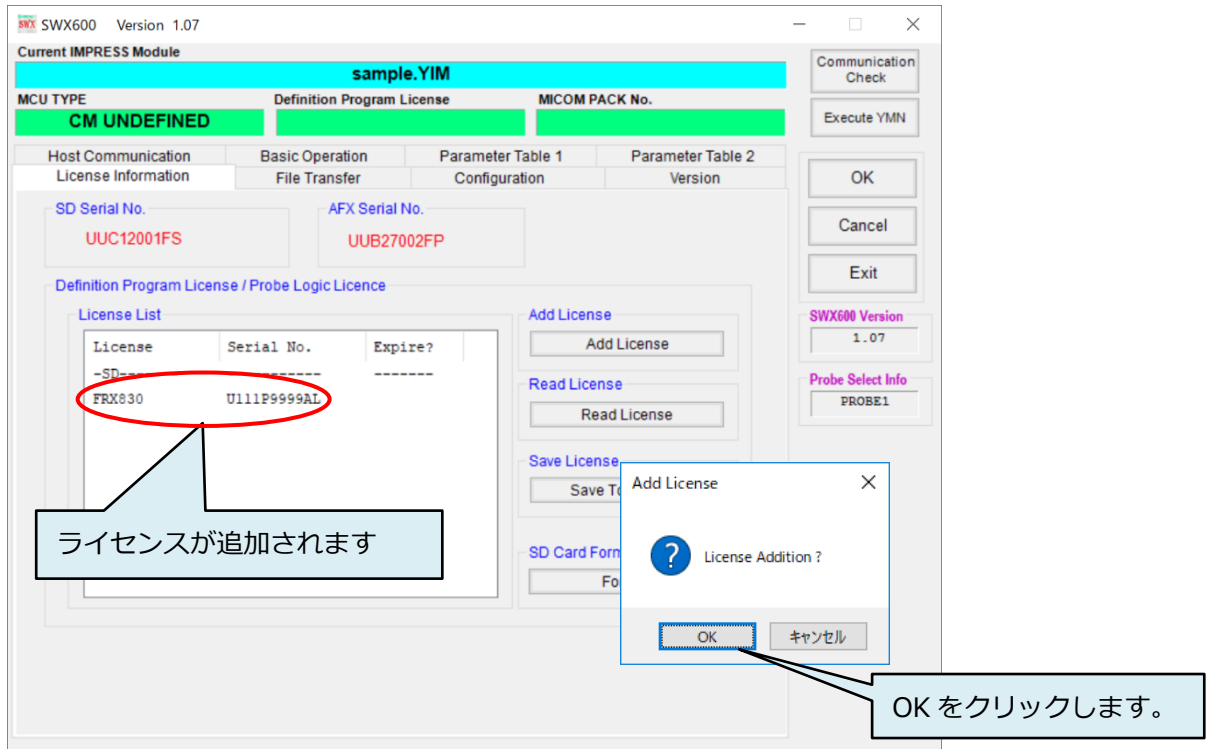 SWX SWX600 Version 1.07
Current IMPRESS Module
sample.YIM
MCU TYPE Definition Program License MICOM PACK No.
CM UNDEFINED
Communication
Check
Execute YMN
Host Communication Basic Operation Parameter Table 1 Parameter Table 2
License Information File Transfer Configuration Version
OK
Cancel
Exit
SD Serial No. AFX Serial No.
UUC12001FS UUB27002FP
Definition Program License / Probe Logic Licence
License List
License Serial No. Expire?
-SD---- ----------- -------
FRX830 U111P9999AL
Add License
Add License
Read License
Read License
Save License
Save
SD Card
SWX600 Version
1.07
Probe Select Info
PROBE1
ライセンスが追加されます
Add License
License Addition ?
OK キャンセル
OK をクリックします。